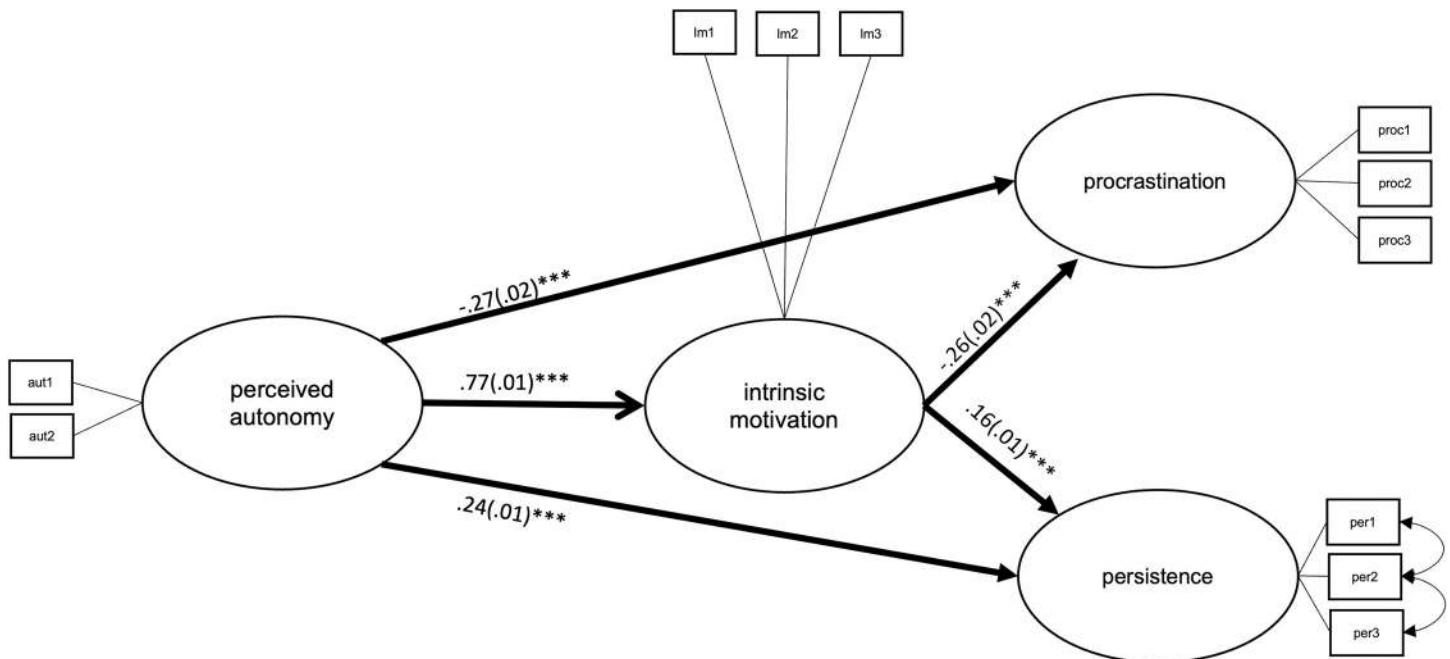 Im1
Im2
Im3
proc1
procrastination
proc2
proc3
-.27(.02)***
-.26(.02)***
aut1
perceived
autonomy
.77(.01)***
intrinsic
motivation
aut2
.16(.01)***
.24(.01)***
per1
persistence
per2
per3